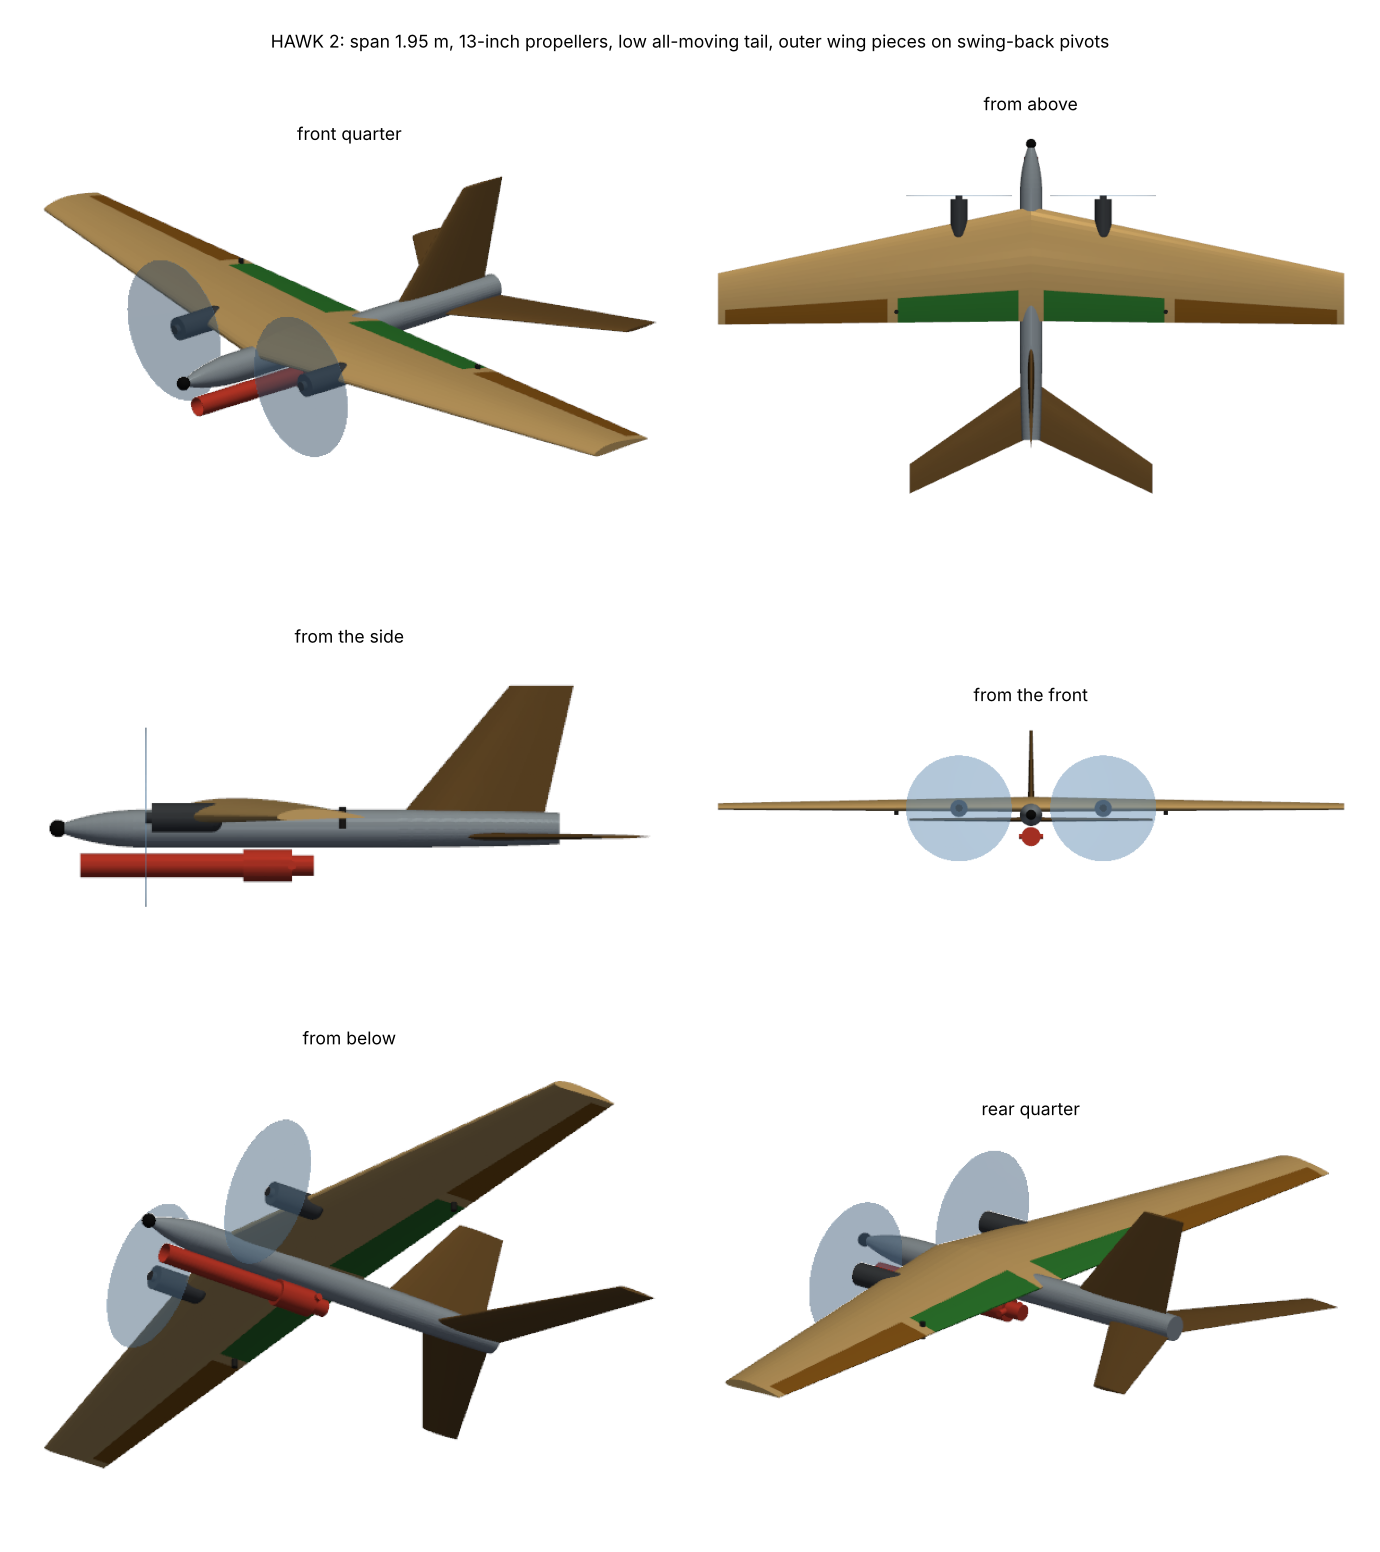 HAWK 2: span 1.95 m, 13-inch propellers, low all-moving tail, outer wing pieces on swing-back pivots
front quarter
from above
from the side
from the front
from below
rear quarter